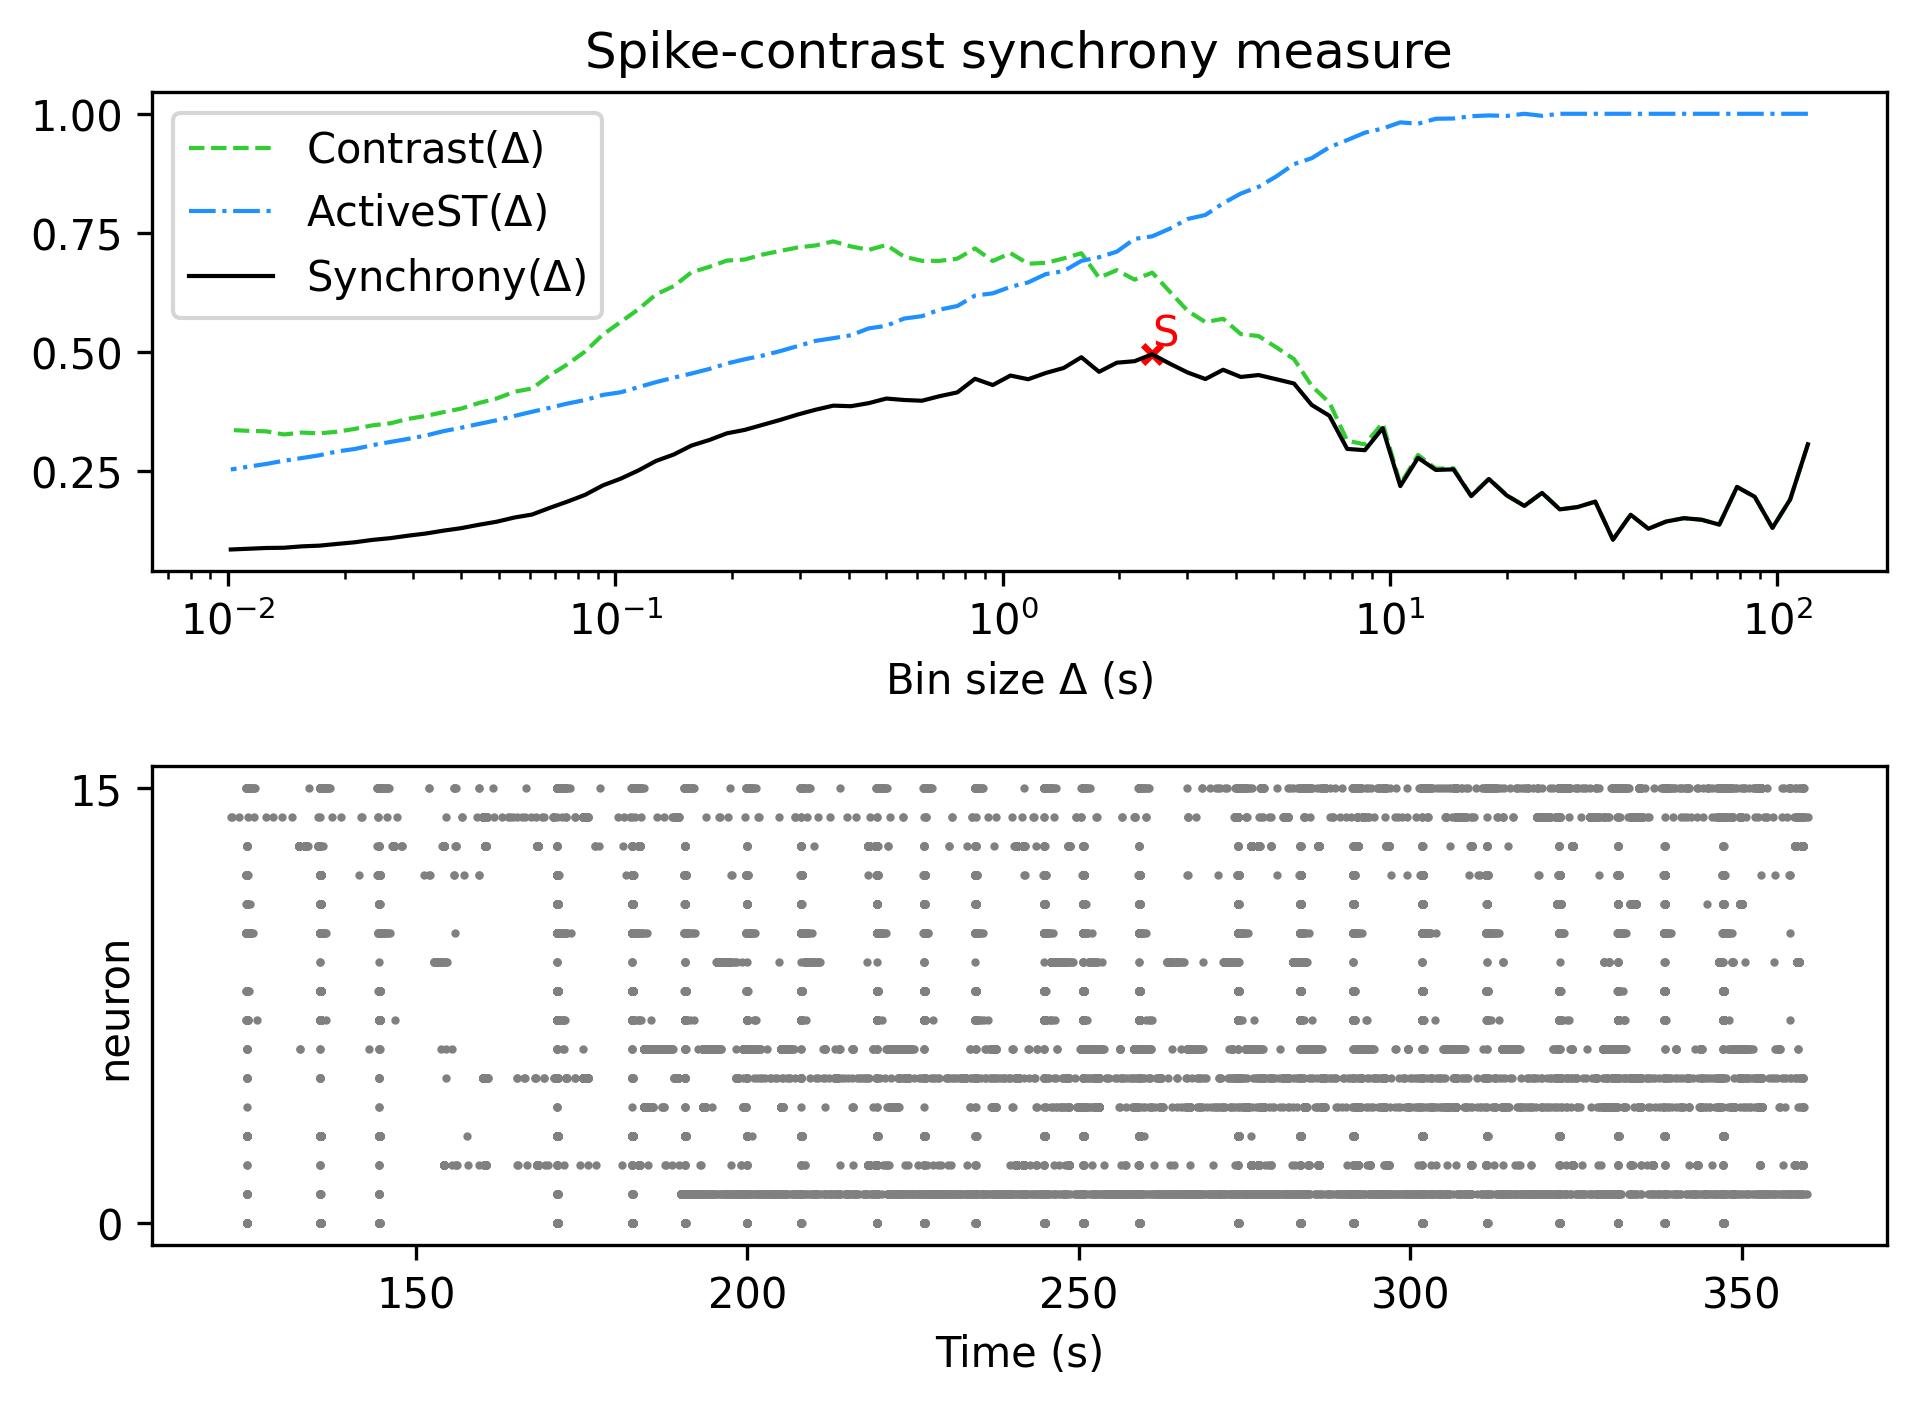 Spike-contrast synchrony measure
1.00
0.75
0.50
0.25
Contrast(Δ)
ActiveST(Δ)
Synchrony(Δ)
S
10⁻² 10⁻¹ 10⁰ 10¹ 10²
Bin size Δ (s)
15
0
neuron
150 200 250 300 350
Time (s)